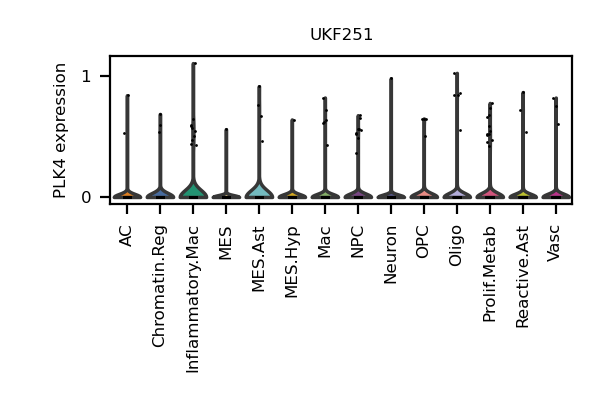 UKF251
PLK4 expression
1
0
AC
Chromatin.Reg
Inflammatory.Mac
MES
MES.Ast
MES.Hyp
Mac
NPC
Neuron
OPC
Oligo
Prolif.Metab
Reactive.Ast
Vasc